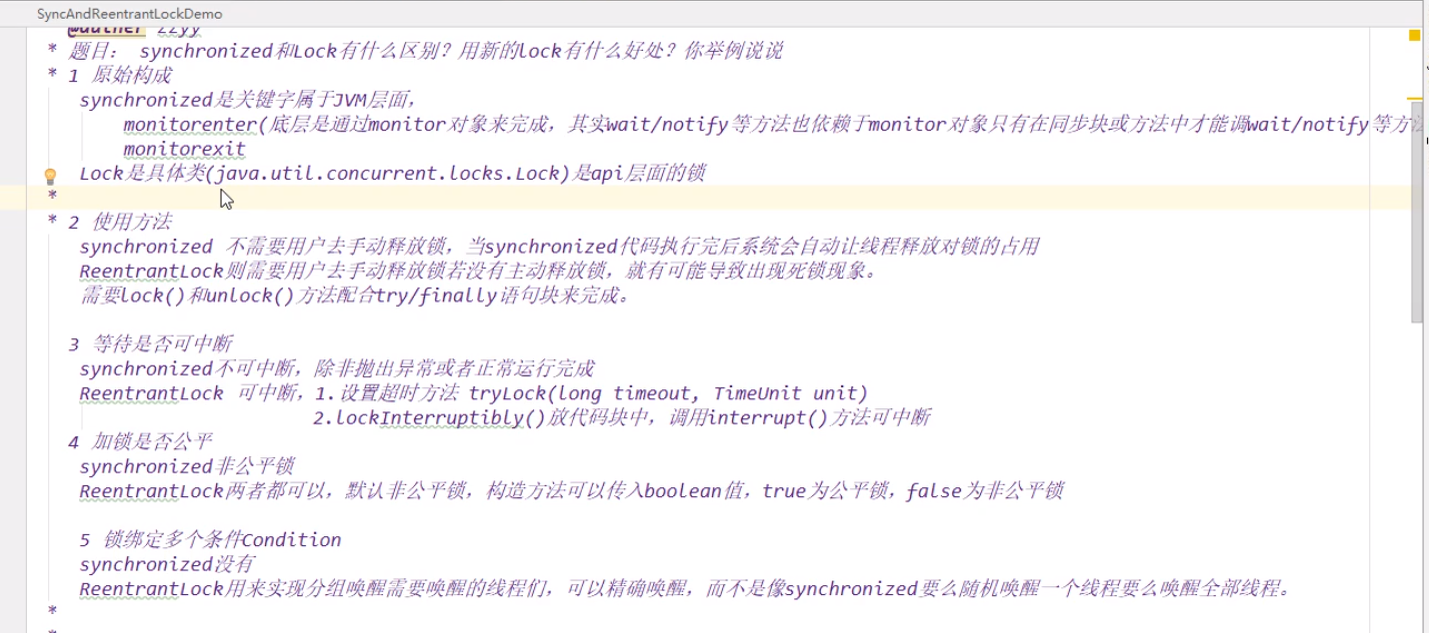 SyncAndReentrantLockDemo
@auther zzyy
* 题目： synchronized和Lock有什么区别？用新的lock有什么好处？你举例说说
* 1 原始构成
synchronized是关键字属于JVM层面，
monitorenter(底层是通过monitor对象来完成，其实wait/notify等方法也依赖于monitor对象只有在同步块或方法中才能调wait/notify等方法
monitorexit
Lock是具体类(java.util.concurrent.locks.Lock)是api层面的锁
*
* 2 使用方法
synchronized 不需要用户去手动释放锁，当synchronized代码执行完后系统会自动让线程释放对锁的占用
ReentrantLock则需要用户去手动释放锁若没有主动释放锁，就有可能导致出现死锁现象。
需要lock()和unlock()方法配合try/finally语句块来完成。
3 等待是否可中断
synchronized不可中断，除非抛出异常或者正常运行完成
ReentrantLock 可中断，1.设置超时方法 tryLock(long timeout, TimeUnit unit)
2.lockInterruptibly()放代码块中，调用interrupt()方法可中断
4 加锁是否公平
synchronized非公平锁
ReentrantLock两者都可以，默认非公平锁，构造方法可以传入boolean值，true为公平锁，false为非公平锁
5 锁绑定多个条件Condition
synchronized没有
ReentrantLock用来实现分组唤醒需要唤醒的线程们，可以精确唤醒，而不是像synchronized要么随机唤醒一个线程要么唤醒全部线程。
*
*